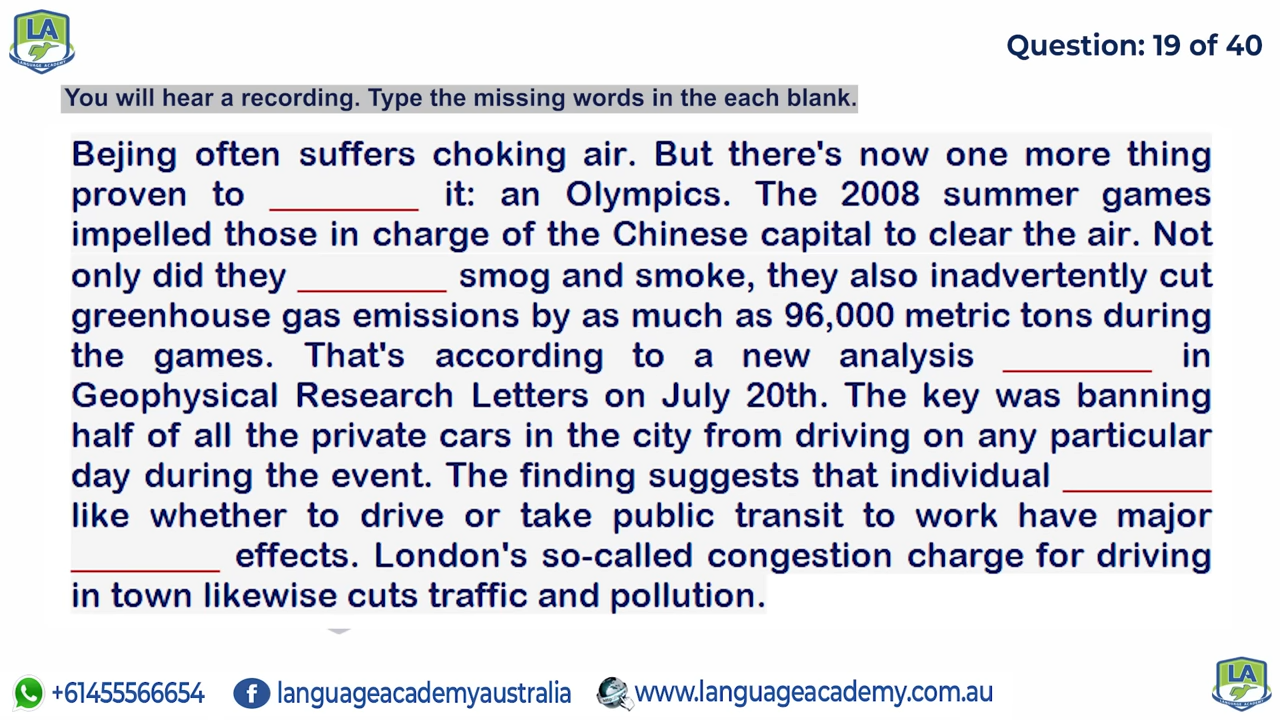 LA
LANGUAGE ACADEMY
Question: 19 of 40
You will hear a recording. Type the missing words in the each blank.
Bejing often suffers choking air. But there's now one more thing
proven to ________ it: an Olympics. The 2008 summer games
impelled those in charge of the Chinese capital to clear the air. Not
only did they ________ smog and smoke, they also inadvertently cut
greenhouse gas emissions by as much as 96,000 metric tons during
the games. That's according to a new analysis ________ in
Geophysical Research Letters on July 20th. The key was banning
half of all the private cars in the city from driving on any particular
day during the event. The finding suggests that individual ________
like whether to drive or take public transit to work have major
________ effects. London's so-called congestion charge for driving
in town likewise cuts traffic and pollution.
+61455566654 languageacademyaustralia www.languageacademy.com.au
LA
LANGUAGE ACADEMY